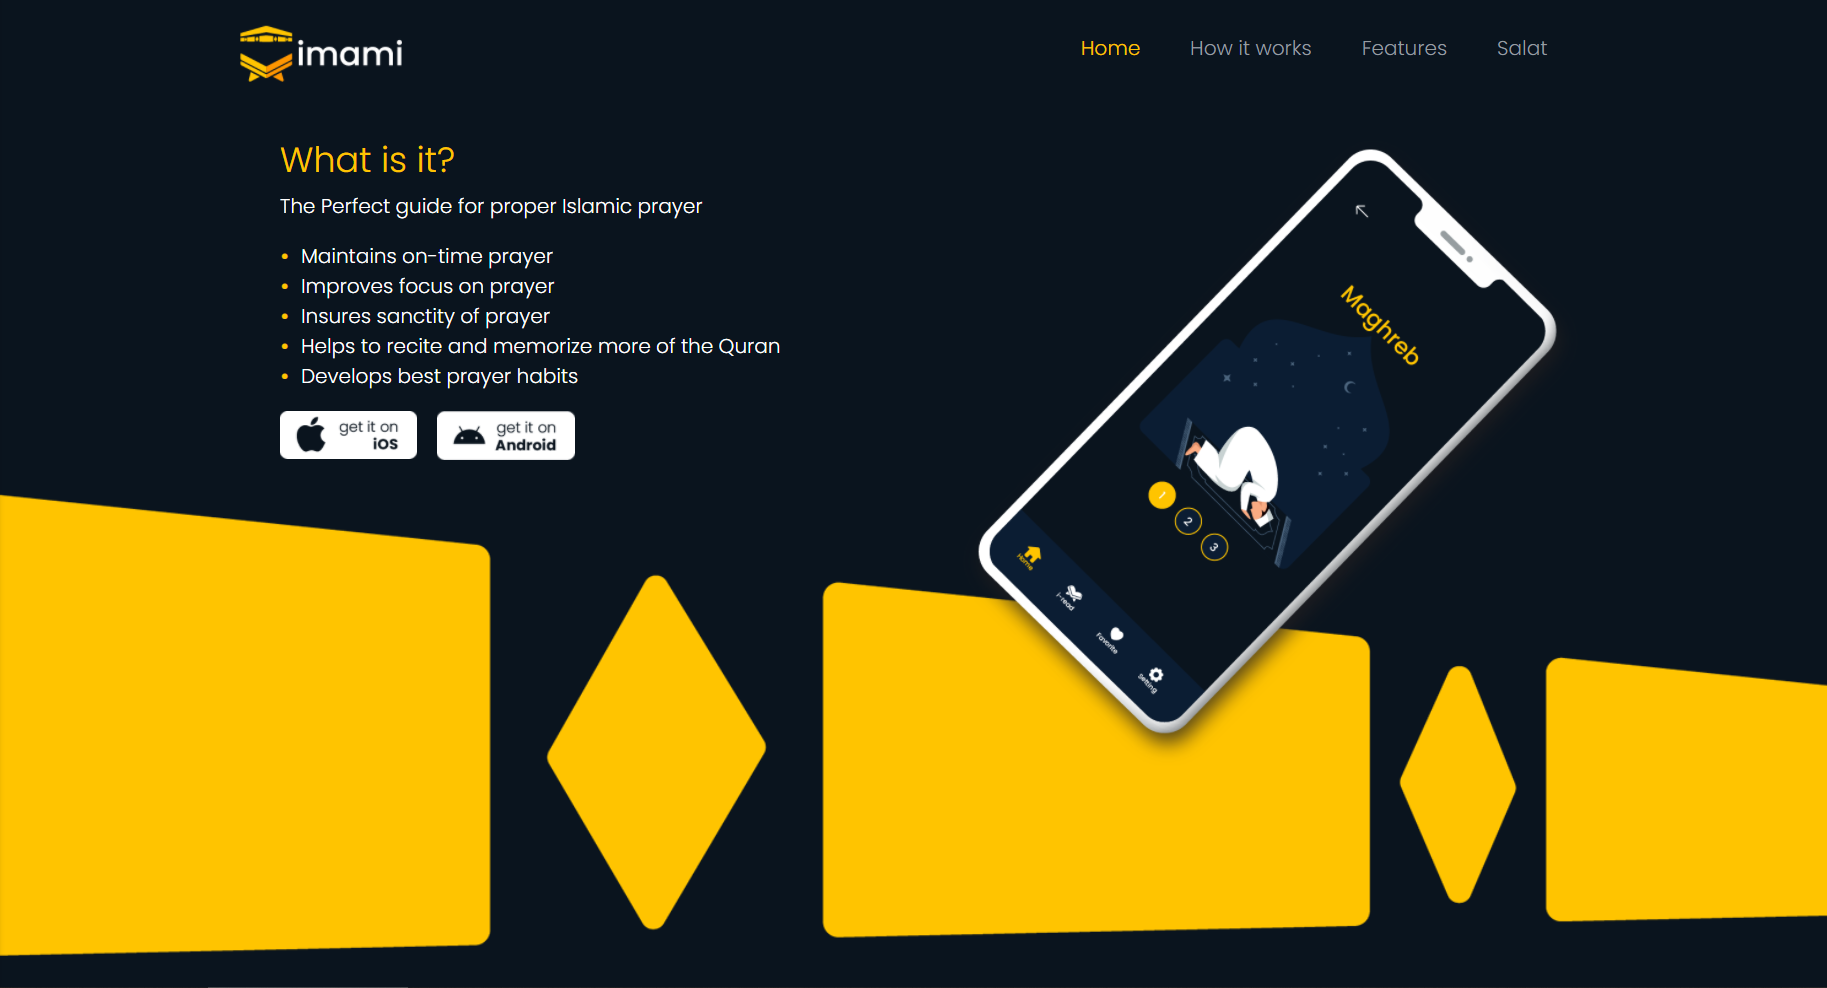 imami
Home
How it works
Features
Salat
What is it?
The Perfect guide for proper Islamic prayer
• Maintains on-time prayer
• Improves focus on prayer
• Insures sanctity of prayer
• Helps to recite and memorize more of the Quran
• Develops best prayer habits
get it on
iOS
get it on
Android
Maghreb
1
2
3
Home
i-read
Favorite
Setting